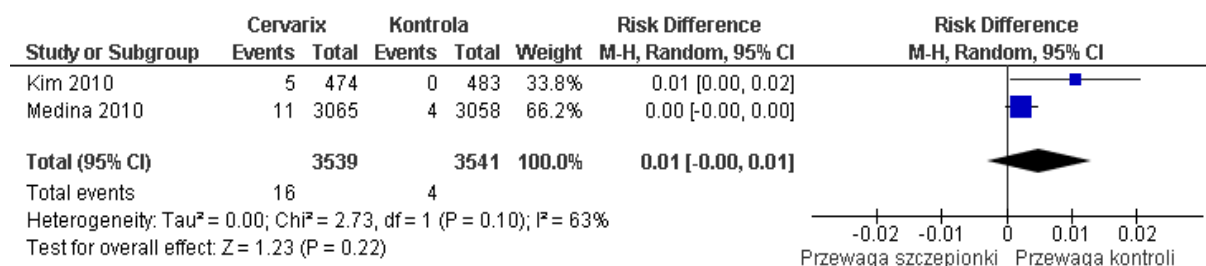 Cervarix Kontrola Risk Difference Risk Difference
Study or Subgroup Events Total Events Total Weight M-H, Random, 95% CI M-H, Random, 95% CI
Kim 2010 5 474 0 483 33.8% 0.01 [0.00, 0.02]
Medina 2010 11 3065 4 3058 66.2% 0.00 [-0.00, 0.00]
Total (95% CI) 3539 3541 100.0% 0.01 [-0.00, 0.01]
Total events 16 4
Heterogeneity: Tau² = 0.00; Chi² = 2.73, df = 1 (P = 0.10); I² = 63%
Test for overall effect: Z = 1.23 (P = 0.22)
-0.02 -0.01 0 0.01 0.02
Przewaga szczepionki Przewaga kontroli